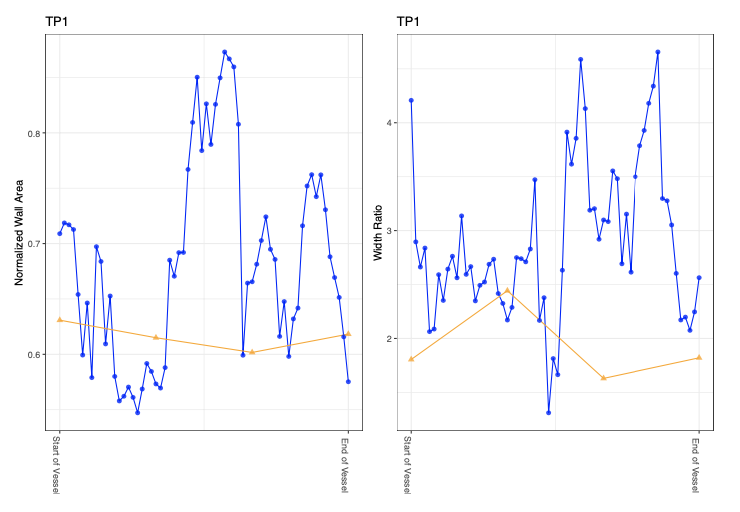 TP1
Normalized Wall Area
0.8
0.7
0.6
Start of Vessel
End of Vessel
TP1
Width Ratio
4
3
2
Start of Vessel
End of Vessel